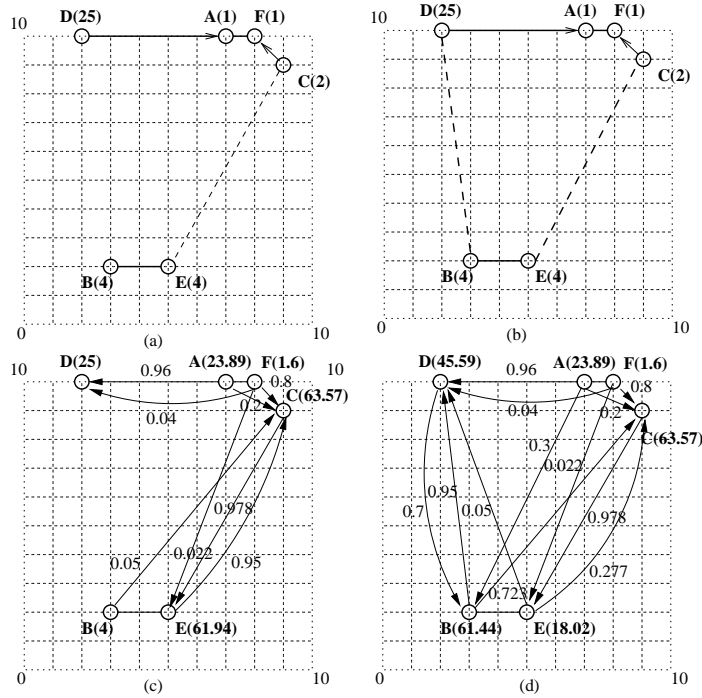 10
D(25) A(1) F(1)
C(2)
B(4) E(4)
0 10
(a)
10
D(25) A(1) F(1)
C(2)
B(4) E(4)
0 10
(b)
10 10
D(25) A(23.89) F(1.6)
0.96 0.8
C(63.57)
0.04 0.2
0.978
0.022
0.05 0.95
B(4) E(61.94)
0 10
(c)
10
D(45.59) A(23.89) F(1.6)
0.96 0.8
0.04 0.2
C(63.57)
0.3
0.022
0.95
0.7 0.05 0.978
0.277
0.723
B(61.44) E(18.02)
0 10
(d)